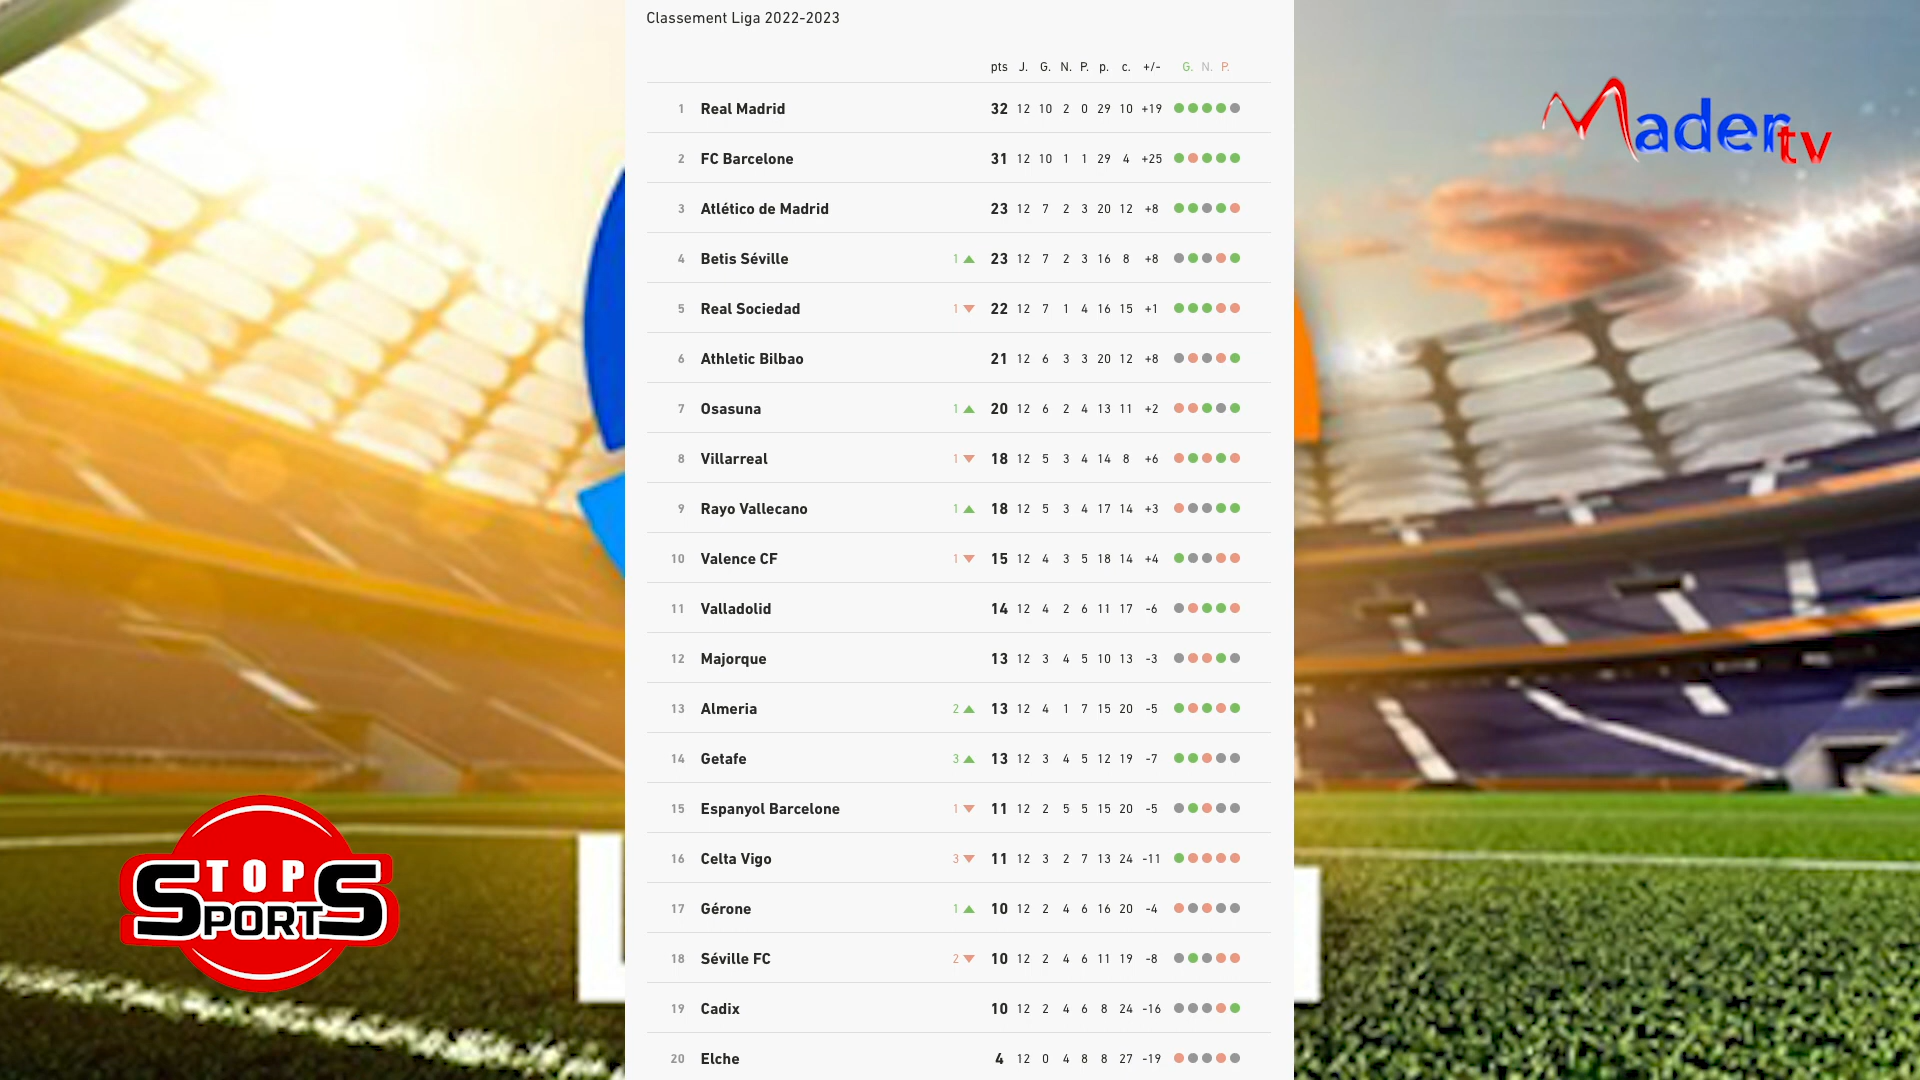 Classement Liga 2022-2023
pts J. G. N. P. p. c. +/- G. N. P.
1 Real Madrid 32 12 10 2 0 29 10 +19
2 FC Barcelone 31 12 10 1 1 29 4 +25
3 Atlético de Madrid 23 12 7 2 3 20 12 +8
4 Betis Séville 1 23 12 7 2 3 16 8 +8
5 Real Sociedad 1 22 12 7 1 4 16 15 +1
6 Athletic Bilbao 21 12 6 3 3 20 12 +8
7 Osasuna 1 20 12 6 2 4 13 11 +2
8 Villarreal 1 18 12 5 3 4 14 8 +6
9 Rayo Vallecano 1 18 12 5 3 4 17 14 +3
10 Valence CF 1 15 12 4 3 5 18 14 +4
11 Valladolid 14 12 4 2 6 11 17 -6
12 Majorque 13 12 3 4 5 10 13 -3
13 Almeria 2 13 12 4 1 7 15 20 -5
14 Getafe 3 13 12 3 4 5 12 19 -7
15 Espanyol Barcelone 1 11 12 2 5 5 15 20 -5
16 Celta Vigo 3 11 12 3 2 7 13 24 -11
17 Gérone 1 10 12 2 4 6 16 20 -4
18 Séville FC 2 10 12 2 4 6 11 19 -8
19 Cadix 10 12 2 4 6 8 24 -16
20 Elche 4 12 0 4 8 8 27 -19
Mader tv
STOPS
SPORTS